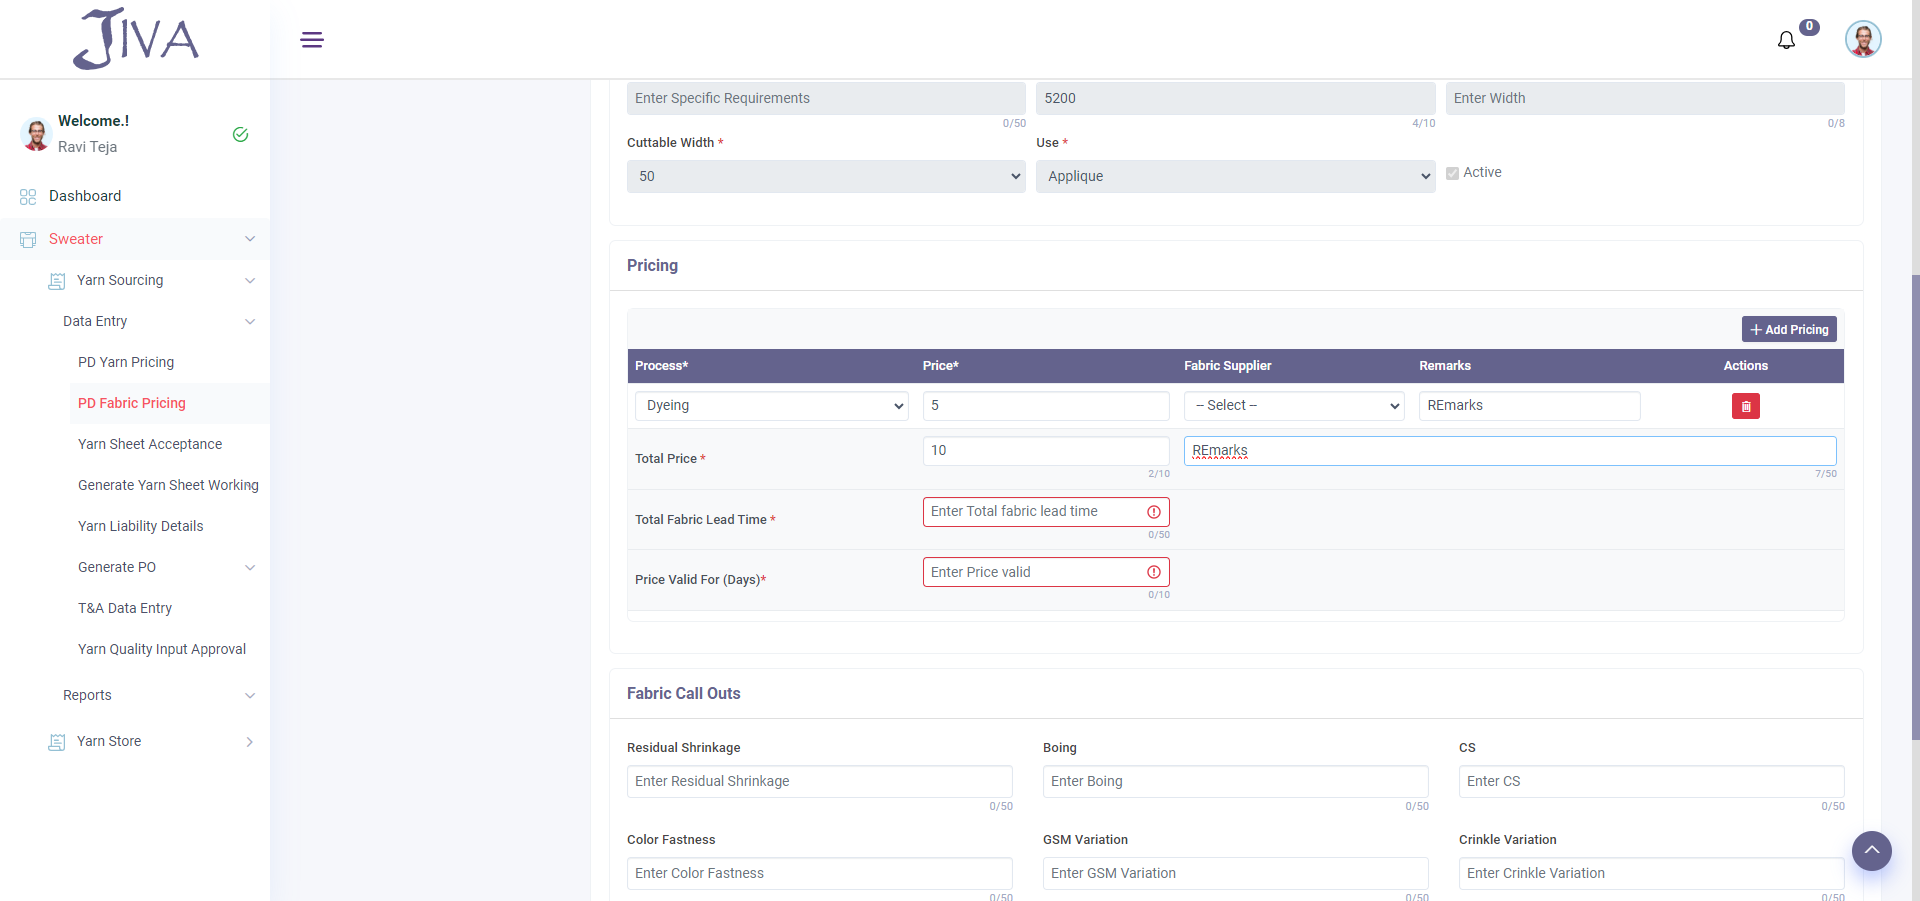 JIVA
0
Welcome.!
Ravi Teja
Dashboard
Sweater
Yarn Sourcing
Data Entry
PD Yarn Pricing
PD Fabric Pricing
Yarn Sheet Acceptance
Generate Yarn Sheet Working
Yarn Liability Details
Generate PO
T&A Data Entry
Yarn Quality Input Approval
Reports
Yarn Store
Enter Specific Requirements 5200 Enter Width
0/50 4/10 0/8
Cuttable Width * Use *
50 Applique Active
Pricing
+ Add Pricing
Process* Price* Fabric Supplier Remarks Actions
Dyeing 5 -- Select -- REmarks
Total Price * 10 REmarks
2/10 7/50
Total Fabric Lead Time * Enter Total fabric lead time
0/50
Price Valid For (Days)* Enter Price valid
0/10
Fabric Call Outs
Residual Shrinkage Boing CS
Enter Residual Shrinkage Enter Boing Enter CS
0/50 0/50 0/50
Color Fastness GSM Variation Crinkle Variation
Enter Color Fastness Enter GSM Variation Enter Crinkle Variation
0/50 0/50 0/50